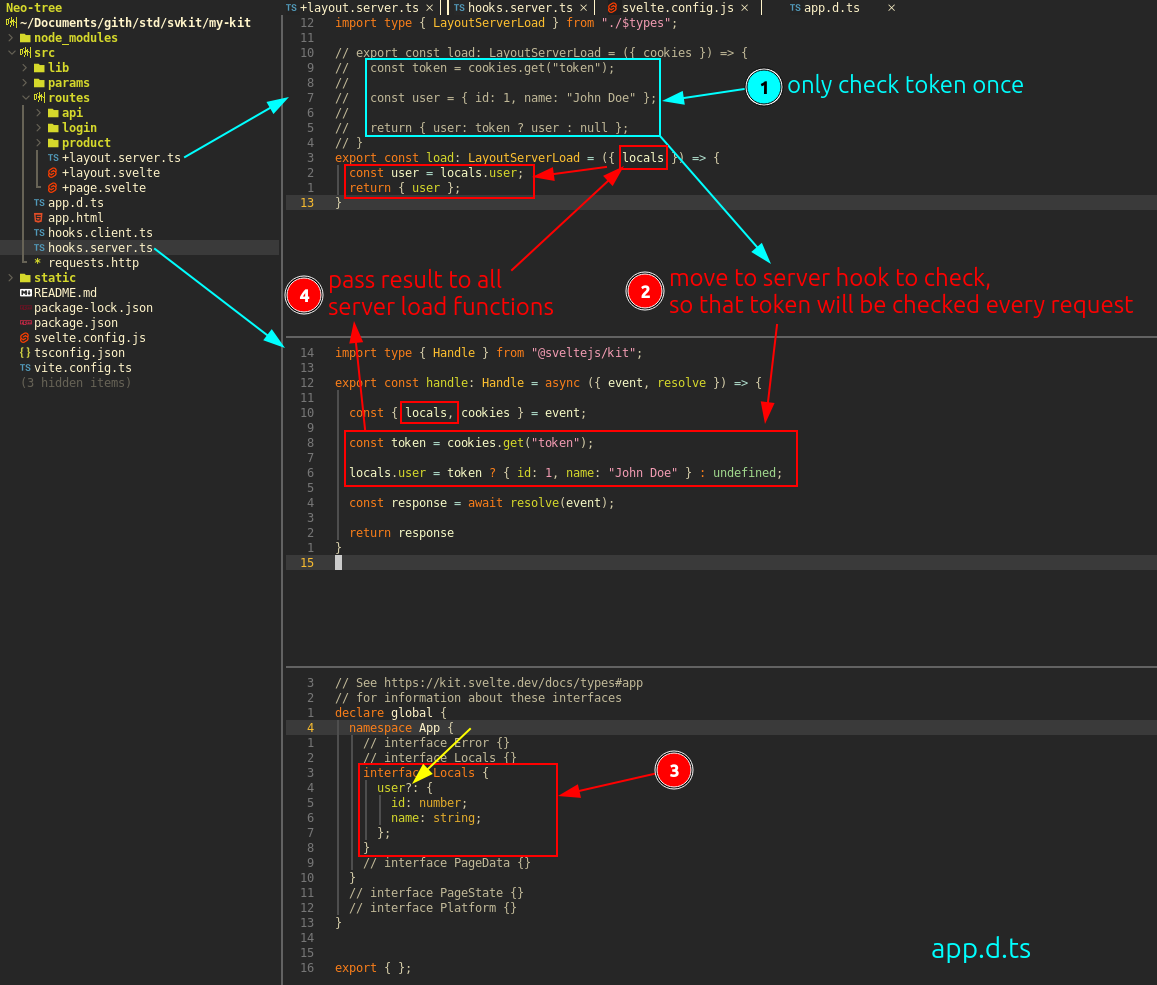 Neo-tree
~/Documents/gith/std/svkit/my-kit
node_modules
src
lib
params
routes
api
login
product
TS +layout.server.ts
+layout.svelte
+page.svelte
TS app.d.ts
app.html
TS hooks.client.ts
TS hooks.server.ts
* requests.http
static
README.md
package-lock.json
package.json
svelte.config.js
{} tsconfig.json
TS vite.config.ts
(3 hidden items)
TS +layout.server.ts × TS hooks.server.ts × svelte.config.js × TS app.d.ts ×
12 import type { LayoutServerLoad } from "./$types";
11
10 // export const load: LayoutServerLoad = ({ cookies }) => {
9 // const token = cookies.get("token");
8 //
7 // const user = { id: 1, name: "John Doe" };
6 //
5 // return { user: token ? user : null };
4 // }
3 export const load: LayoutServerLoad = ({ locals }) => {
2 const user = locals.user;
1 return { user };
13 }
1 only check token once
2 move to server hook to check,
so that token will be checked every request
4 pass result to all
server load functions
14 import type { Handle } from "@sveltejs/kit";
13
12 export const handle: Handle = async ({ event, resolve }) => {
11
10 const { locals, cookies } = event;
9
8 const token = cookies.get("token");
7
6 locals.user = token ? { id: 1, name: "John Doe" } : undefined;
5
4 const response = await resolve(event);
3
2 return response
1 }
15
3 // See https://kit.svelte.dev/docs/types#app
2 // for information about these interfaces
1 declare global {
4 namespace App {
1 // interface Error {}
2 // interface Locals {}
3 interface Locals {
4 user?: {
5 id: number;
6 name: string;
7 };
8 }
9 // interface PageData {}
10 }
11 // interface PageState {}
12 // interface Platform {}
13 }
14
15
16 export { };
3
app.d.ts